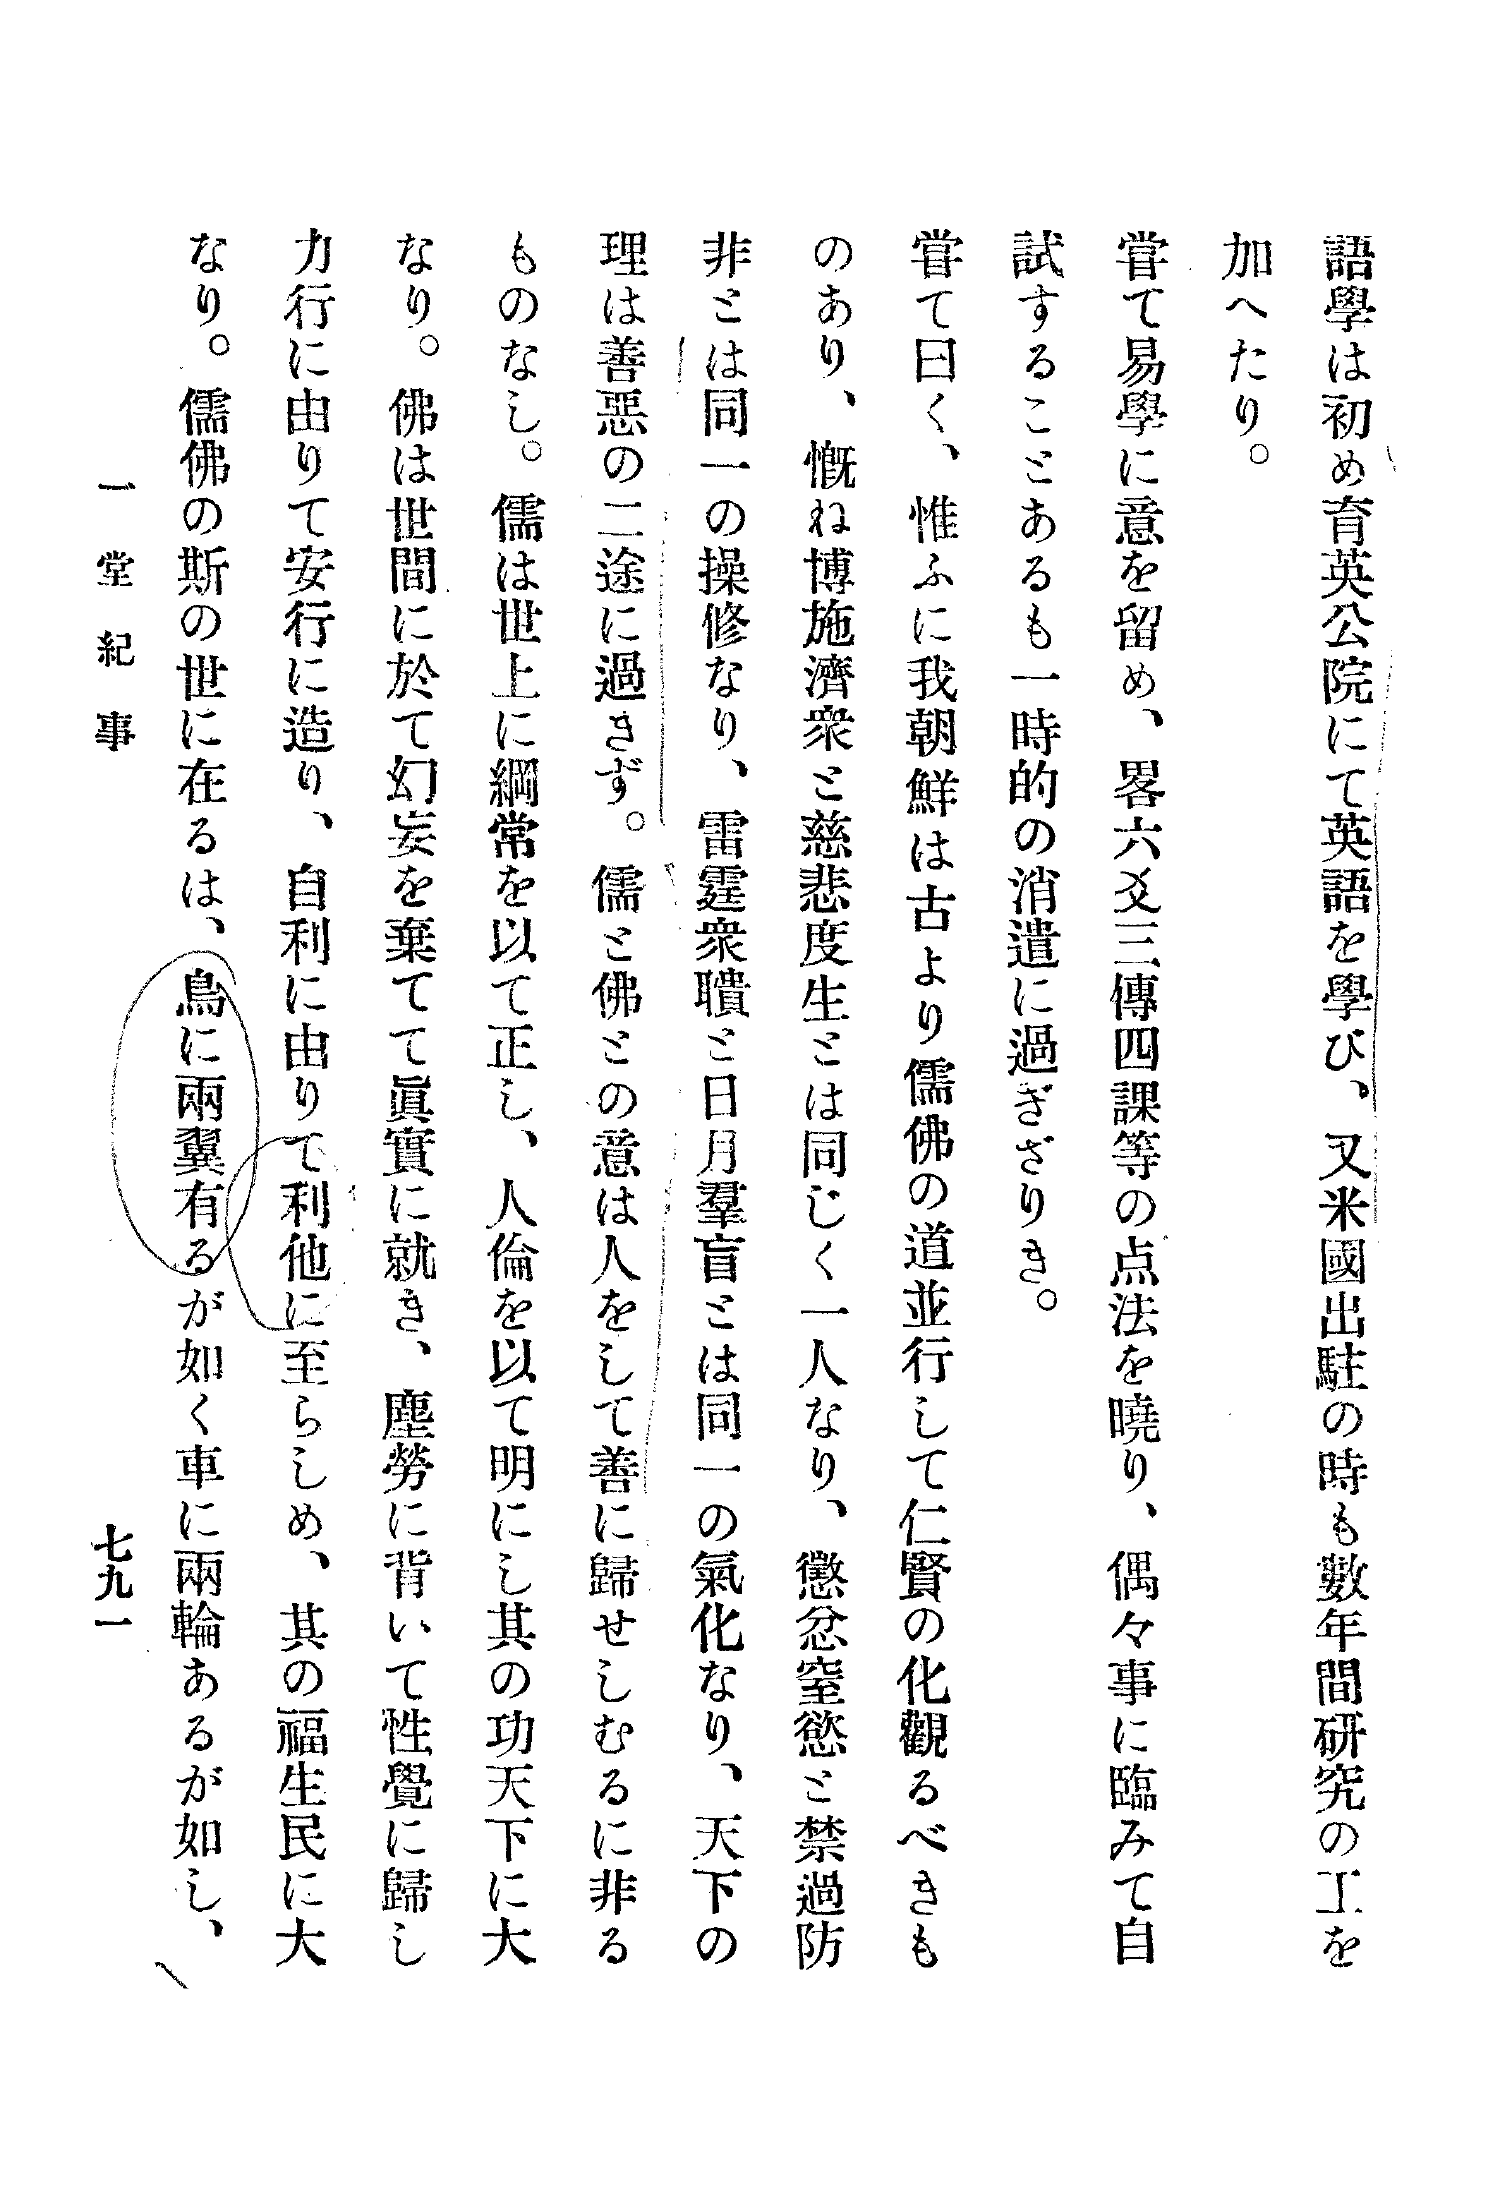 語學は初め育英公院にて英語を學び、又米國出駐の時も數年間研究の工を
加へたり。
甞て易學に意を留め、畧六爻三傳四課等の点法を曉り、偶々事に臨みて自
試することあるも一時的の消遣に過ぎざりき。
甞て曰く、惟ふに我朝鮮は古より儒佛の道並行して仁賢の化觀るべきも
のあり、慨ね博施濟衆と慈悲度生とは同じく一人なり、懲忿窒慾と禁過防
非とは同一の操修なり、雷霆衆聵と日月羣盲とは同一の氣化なり、天下の
理は善惡の二途に過きず。儒と佛との意は人をして善に歸せしむるに非る
ものなし。儒は世上に綱常を以て正し、人倫を以て明にし其の功天下に大
なり。佛は世間に於て幻妄を棄てて眞實に就き、塵勞に背いて性覺に歸し
力行に由りて安行に造り、自利に由りて利他に至らしめ、其の福生民に大
なり。儒佛の斯の世に在るは、鳥に兩翼有るが如く車に兩輪あるが如し、
一堂紀事
七九一